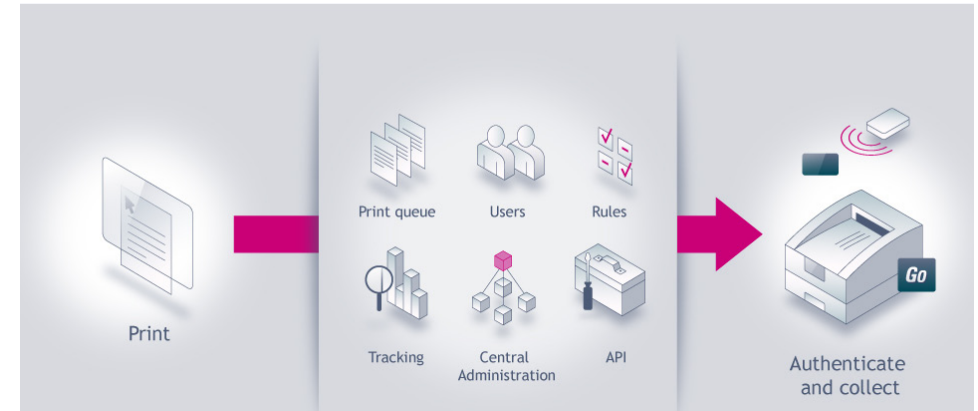 Print
Print queue
Users
Rules
Tracking
Central
Administration
API
Go
Authenticate
and collect